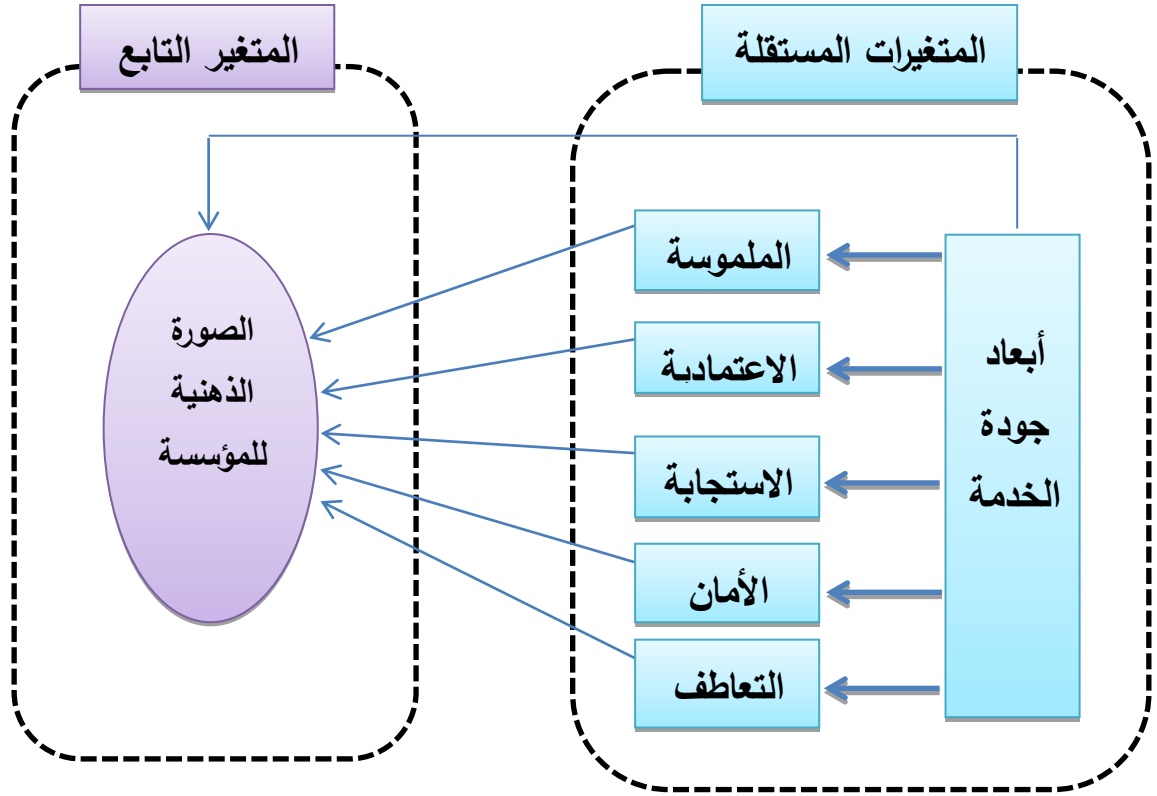 المتغيرات المستقلة
المتغير التابع
أبعاد
جودة
الخدمة
الملموسة
الاعتمادية
الاستجابة
الأمان
التعاطف
الصورة
الذهنية
للمؤسسة